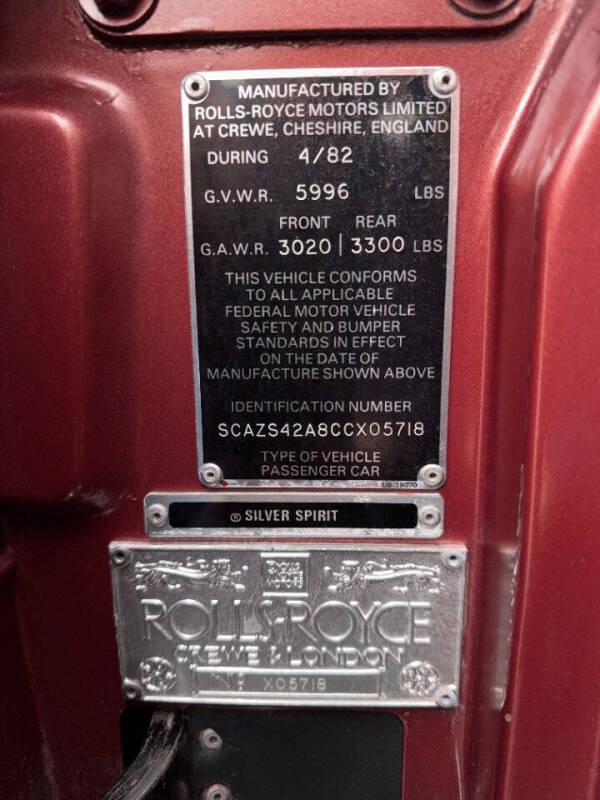 MANUFACTURED BY
ROLLS-ROYCE MOTORS LIMITED
AT CREWE, CHESHIRE, ENGLAND
DURING 4/82
G.V.W.R. 5996 LBS
FRONT REAR
G.A.W.R. 3020 | 3300 LBS
THIS VEHICLE CONFORMS
TO ALL APPLICABLE
FEDERAL MOTOR VEHICLE
SAFETY AND BUMPER
STANDARDS IN EFFECT
ON THE DATE OF
MANUFACTURE SHOWN ABOVE
IDENTIFICATION NUMBER
SCAZS42A8CCX05718
TYPE OF VEHICLE
PASSENGER CAR
® SILVER SPIRIT
ROLLS-ROYCE
CREWE & LONDON
Nº X05718